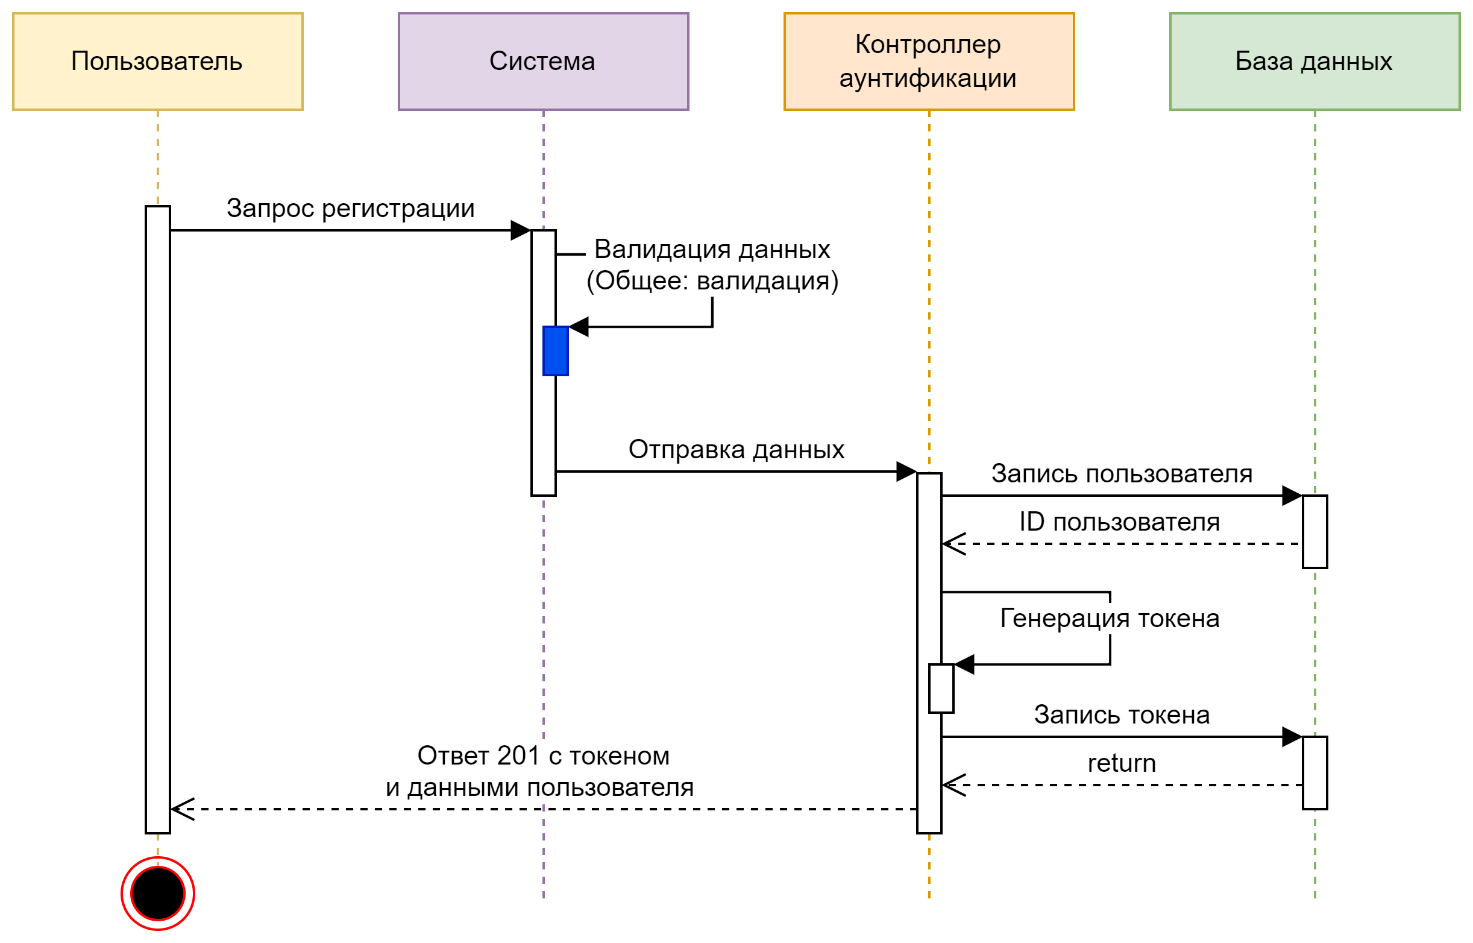 Пользователь
Система
Контроллер
аунтификации
База данных
Запрос регистрации
Валидация данных
(Общее: валидация)
Отправка данных
Запись пользователя
ID пользователя
Генерация токена
Запись токена
return
Ответ 201 с токеном
и данными пользователя